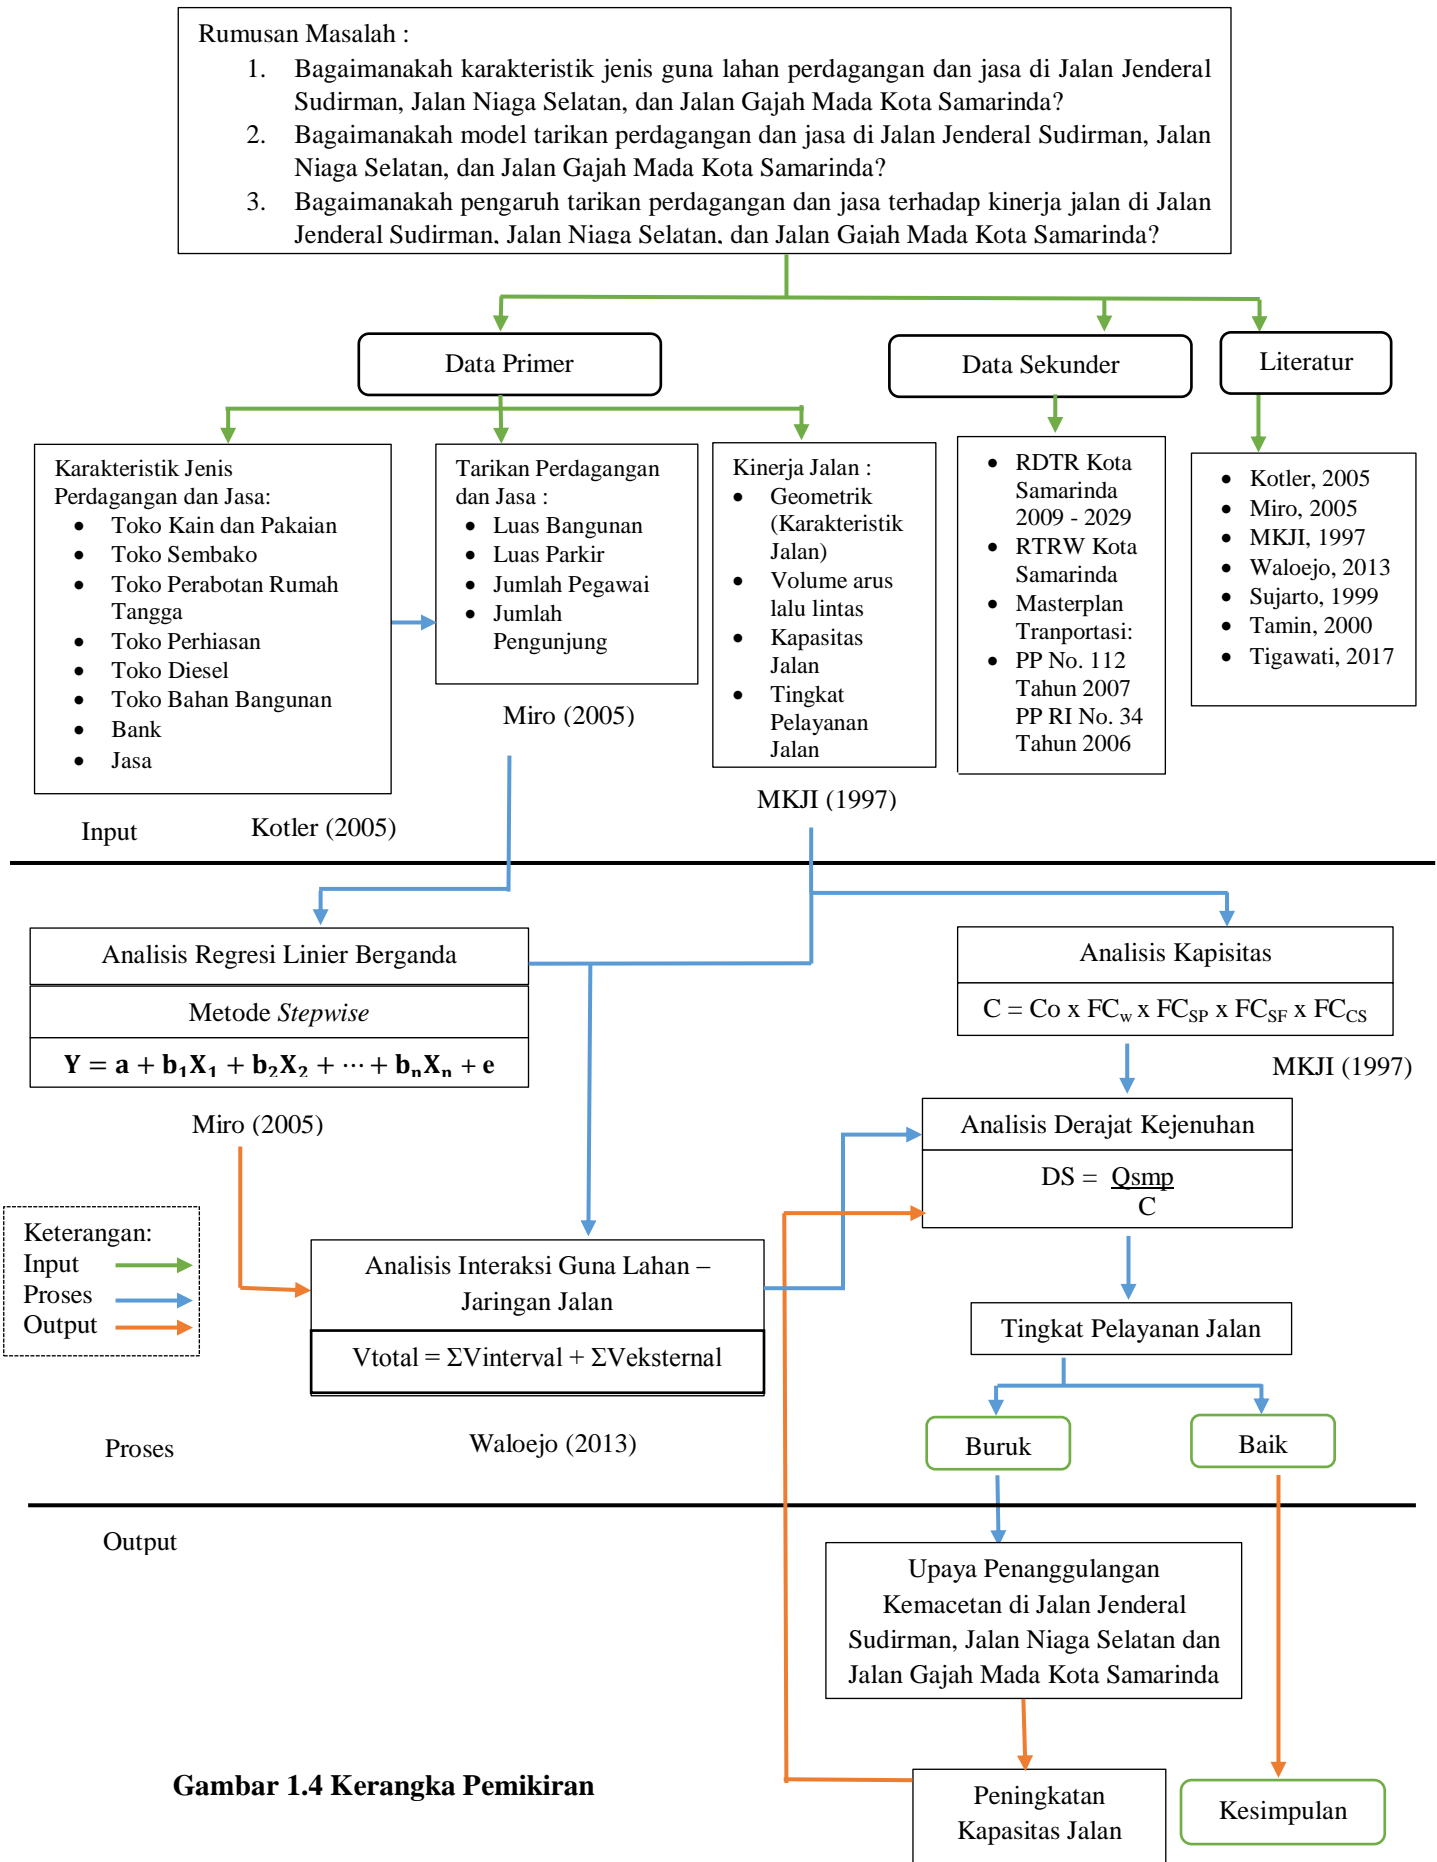 Rumusan Masalah :
1. Bagaimanakah karakteristik jenis guna lahan perdagangan dan jasa di Jalan Jenderal
Sudirman, Jalan Niaga Selatan, dan Jalan Gajah Mada Kota Samarinda?
2. Bagaimanakah model tarikan perdagangan dan jasa di Jalan Jenderal Sudirman, Jalan
Niaga Selatan, dan Jalan Gajah Mada Kota Samarinda?
3. Bagaimanakah pengaruh tarikan perdagangan dan jasa terhadap kinerja jalan di Jalan
Jenderal Sudirman, Jalan Niaga Selatan, dan Jalan Gajah Mada Kota Samarinda?
Data Primer
Data Sekunder
Literatur
Karakteristik Jenis
Perdagangan dan Jasa:
• Toko Kain dan Pakaian
• Toko Sembako
• Toko Perabotan Rumah
Tangga
• Toko Perhiasan
• Toko Diesel
• Toko Bahan Bangunan
• Bank
• Jasa
Kotler (2005)
Tarikan Perdagangan
dan Jasa :
• Luas Bangunan
• Luas Parkir
• Jumlah Pegawai
• Jumlah
Pengunjung
Miro (2005)
Kinerja Jalan :
• Geometrik
(Karakteristik
Jalan)
• Volume arus
lalu lintas
• Kapasitas
Jalan
• Tingkat
Pelayanan
Jalan
MKJI (1997)
• RDTR Kota
Samarinda
2009 - 2029
• RTRW Kota
Samarinda
• Masterplan
Tranportasi:
• PP No. 112
Tahun 2007
PP RI No. 34
Tahun 2006
• Kotler, 2005
• Miro, 2005
• MKJI, 1997
• Waloejo, 2013
• Sujarto, 1999
• Tamin, 2000
• Tigawati, 2017
Input
Analisis Regresi Linier Berganda
Metode Stepwise
Y = a + b₁X₁ + b₂X₂ + ⋯ + bₙXₙ + e
Miro (2005)
Analisis Kapisitas
C = Co x FCw x FCSP x FCSF x FCCS
MKJI (1997)
Analisis Derajat Kejenuhan
DS = Qsmp
C
Keterangan:
Input
Proses
Output
Analisis Interaksi Guna Lahan –
Jaringan Jalan
Vtotal = ΣVinterval + ΣVeksternal
Waloejo (2013)
Tingkat Pelayanan Jalan
Buruk
Baik
Proses
Output
Upaya Penanggulangan
Kemacetan di Jalan Jenderal
Sudirman, Jalan Niaga Selatan dan
Jalan Gajah Mada Kota Samarinda
Peningkatan
Kapasitas Jalan
Kesimpulan
Gambar 1.4 Kerangka Pemikiran